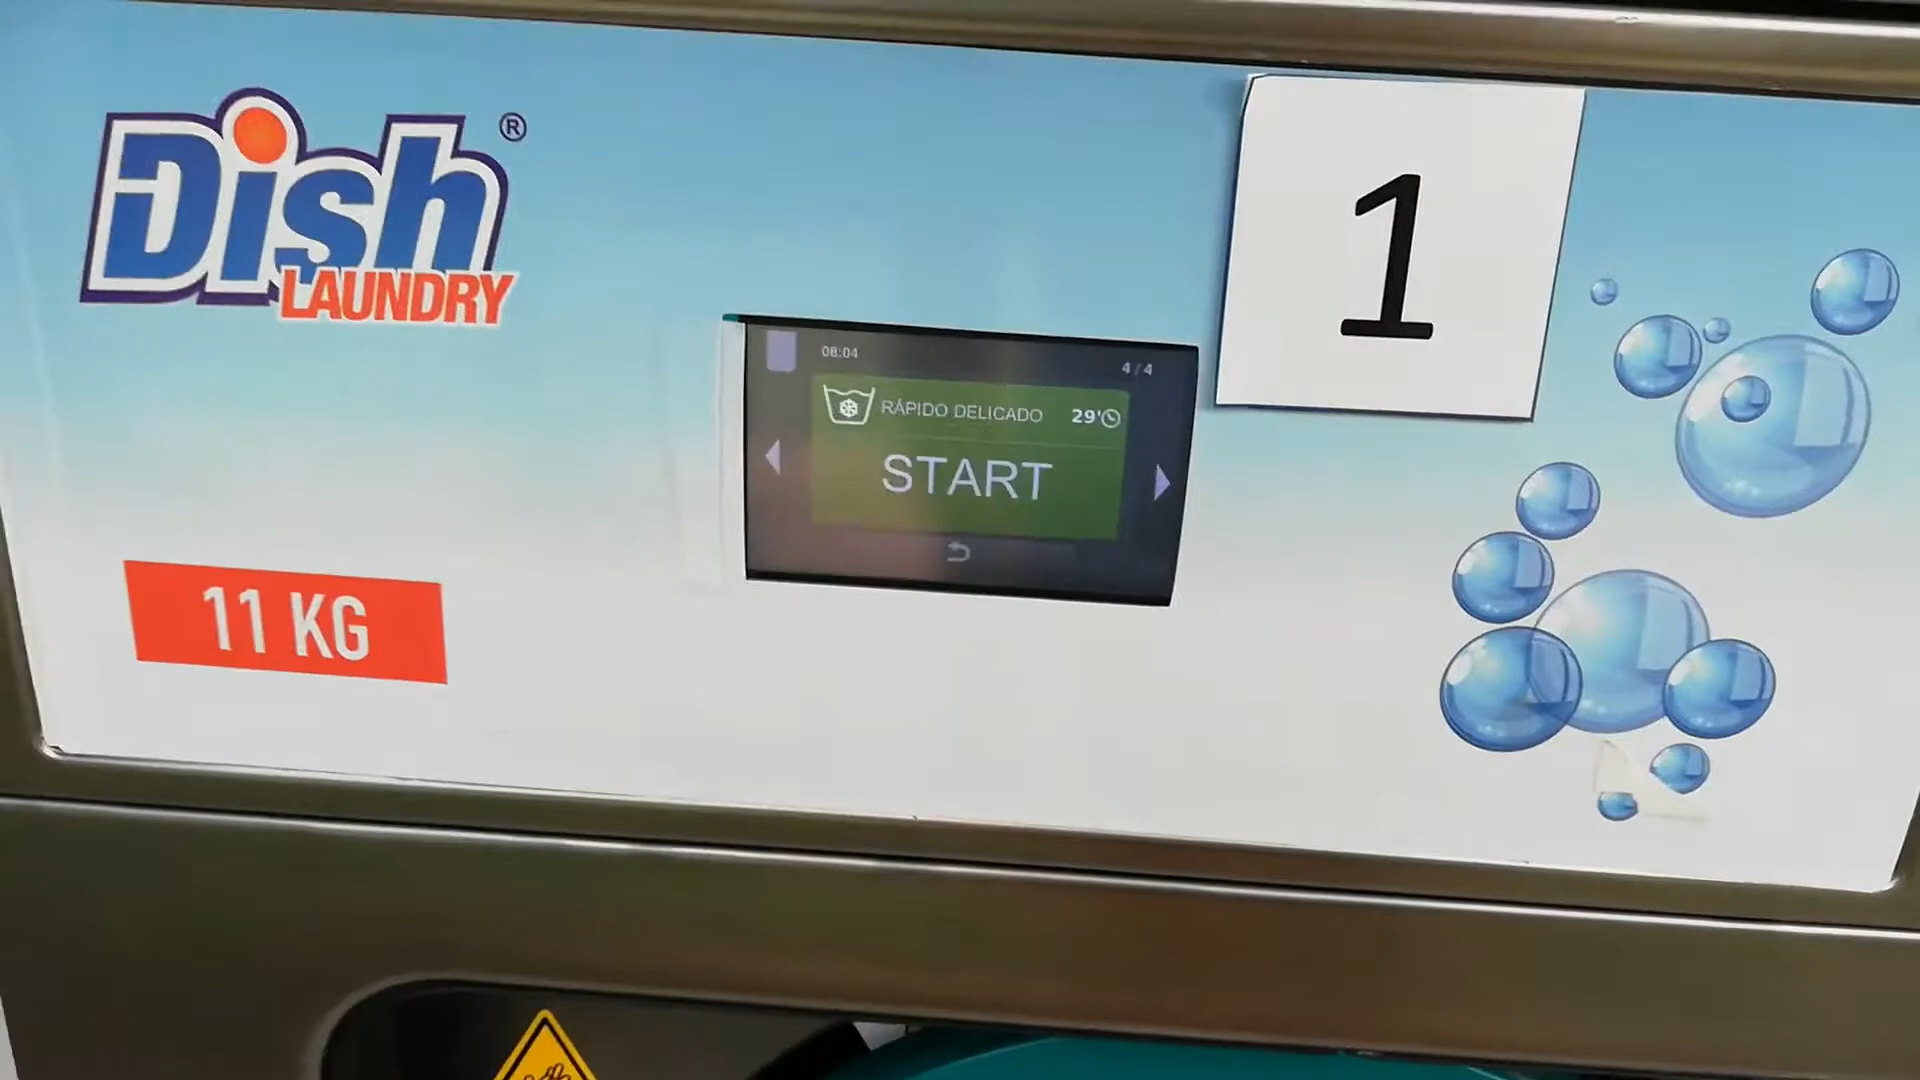 Dish ®
LAUNDRY
1
08:04
4 / 4
RÁPIDO DELICADO 29'
START
11 KG